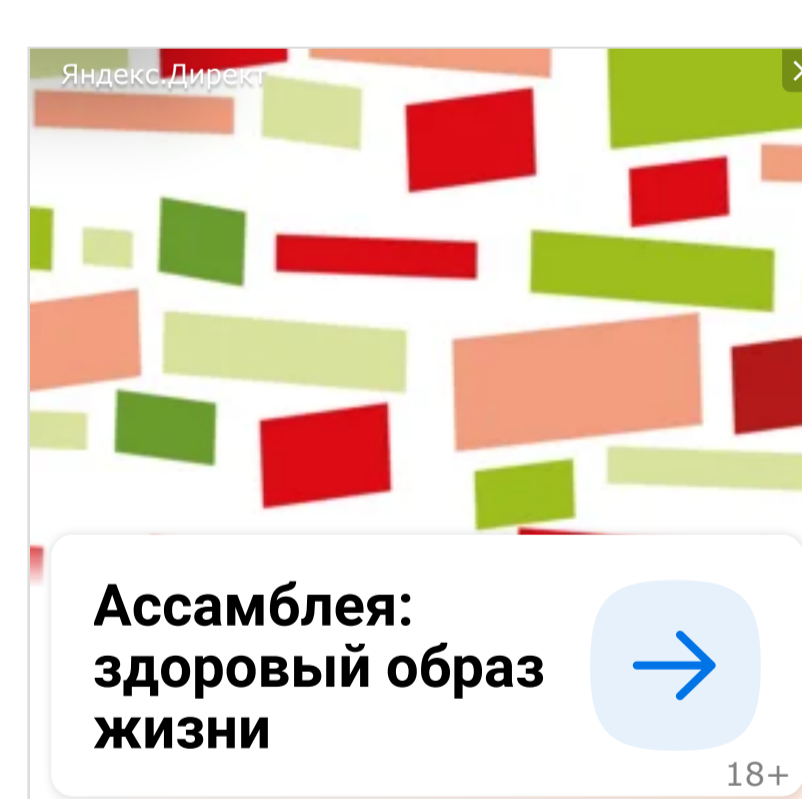 Яндекс.Директ
Ассамблея:
здоровый образ
жизни
18+